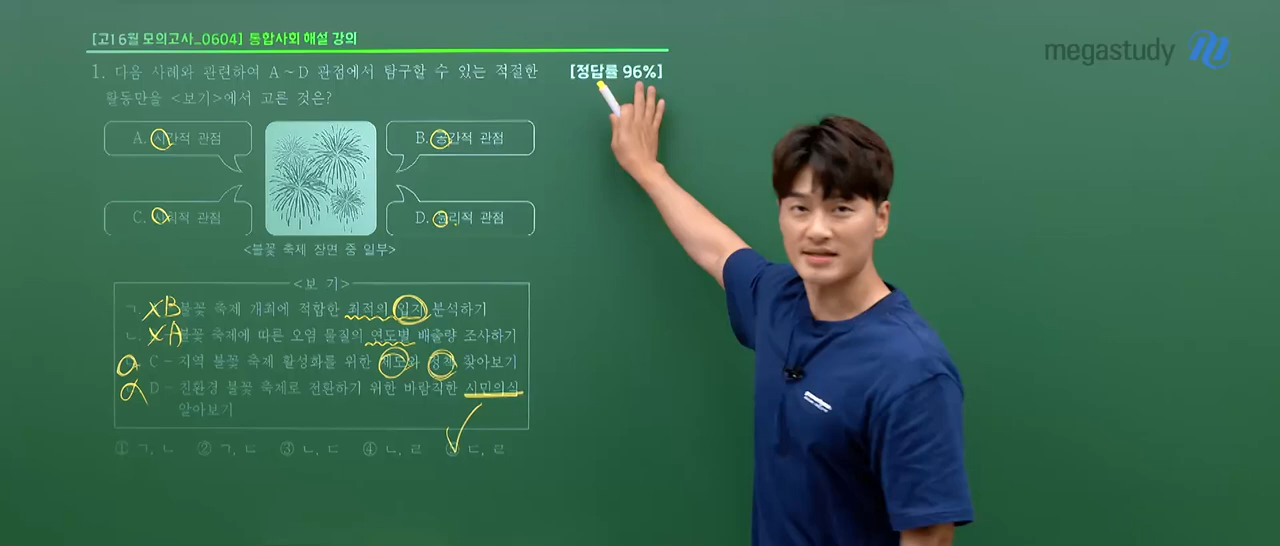 [고1 6월 모의고사_0604] 통합사회 해설 강의
megastudy
1. 다음 사례와 관련하여 A ~ D 관점에서 탐구할 수 있는 적절한
[정답률 96%]
활동만을 <보기>에서 고른 것은?
A. 시간적 관점
B. 공간적 관점
C. 사회적 관점
D. 윤리적 관점
<불꽃 축제 장면 중 일부>
<보 기>
ㄱ. XB 불꽃 축제 개최에 적합한 최적의 입지 분석하기
ㄴ. XA 불꽃 축제에 따른 오염 물질의 연도별 배출량 조사하기
C - 지역 불꽃 축제 활성화를 위한 제도와 정책 찾아보기
D - 친환경 불꽃 축제로 전환하기 위한 바람직한 시민의식
알아보기
① ㄱ, ㄴ ② ㄱ, ㄷ ③ ㄴ, ㄷ ④ ㄴ, ㄹ ⑤ ㄷ, ㄹ